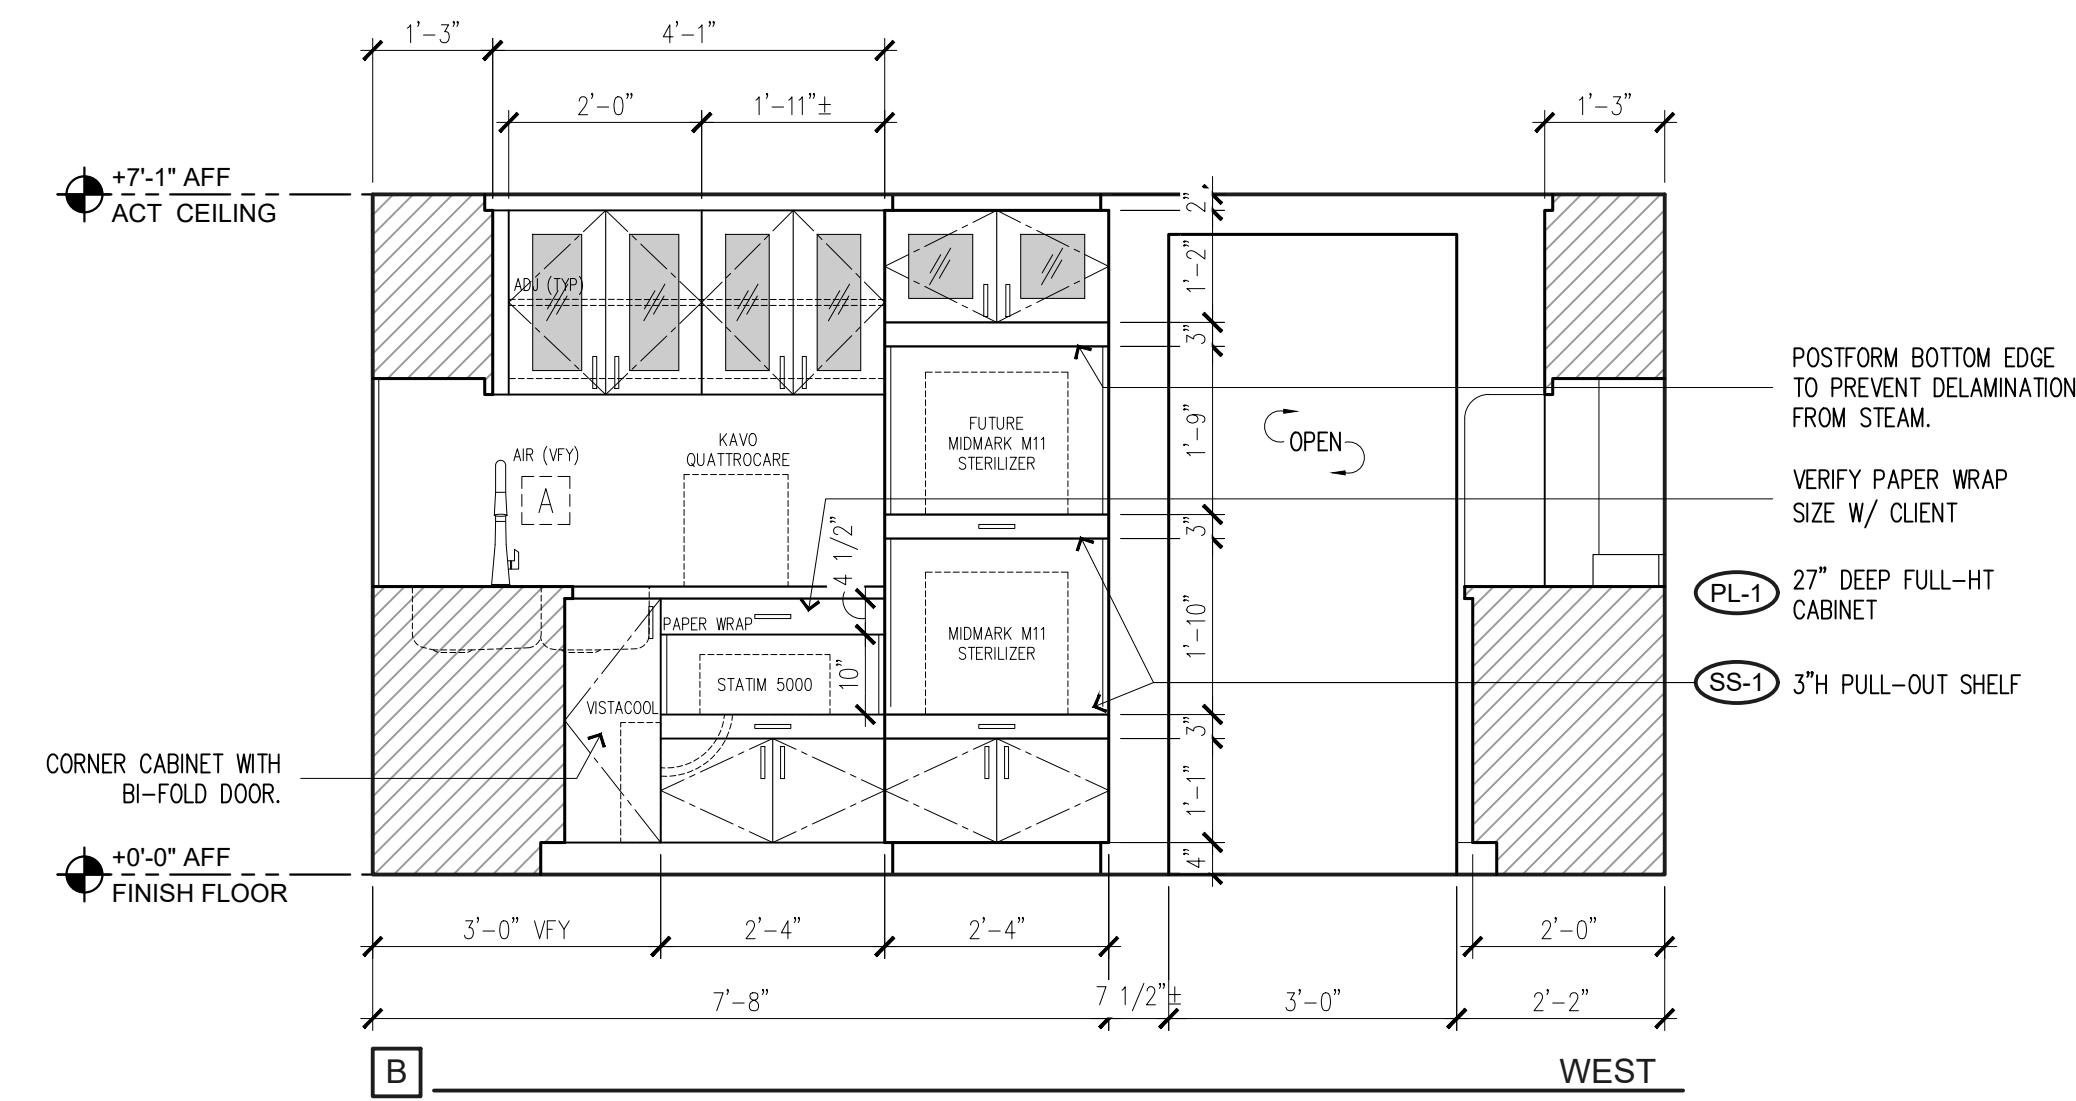 1'-3" 4'-1"
2'-0" 1'-11"± 1'-3"
+7'-1" AFF
ACT CEILING
2"
1'-2"
3"
1'-9"
3"
1'-10"
3"
1'-1"
4"
ADJ (TYP)
POSTFORM BOTTOM EDGE
TO PREVENT DELAMINATION
FROM STEAM.
FUTURE
MIDMARK M11
STERILIZER
OPEN
KAVO
QUATTROCARE
AIR (VFY)
A
VERIFY PAPER WRAP
SIZE W/ CLIENT
4 1/2"
PL-1
27" DEEP FULL-HT
CABINET
PAPER WRAP
MIDMARK M11
STERILIZER
10"
STATIM 5000
SS-1 3"H PULL-OUT SHELF
VISTACOOL
CORNER CABINET WITH
BI-FOLD DOOR.
+0'-0" AFF
FINISH FLOOR
3'-0" VFY 2'-4" 2'-4" 2'-0"
7'-8" 7 1/2"± 3'-0" 2'-2"
B WEST